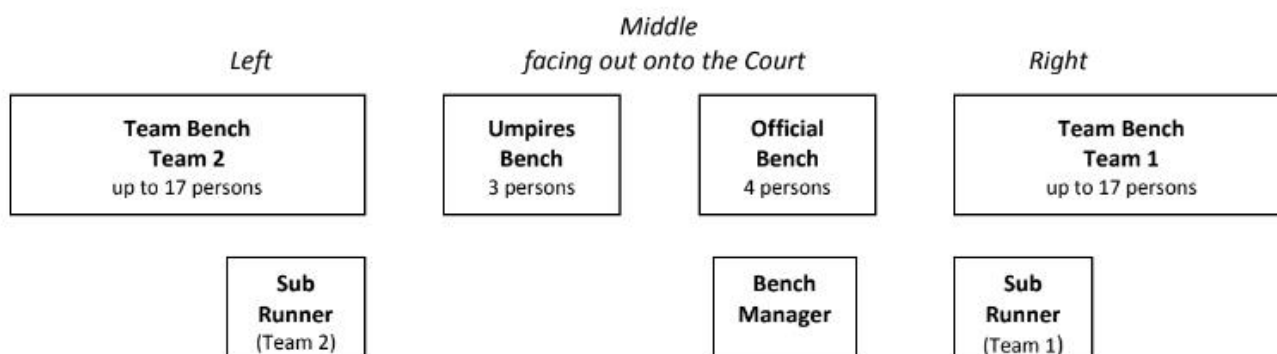 Middle
Left
facing out onto the Court
Right
Team Bench
Team 2
up to 17 persons
Umpires
Bench
3 persons
Official
Bench
4 persons
Team Bench
Team 1
up to 17 persons
Sub
Runner
(Team 2)
Bench
Manager
Sub
Runner
(Team 1)